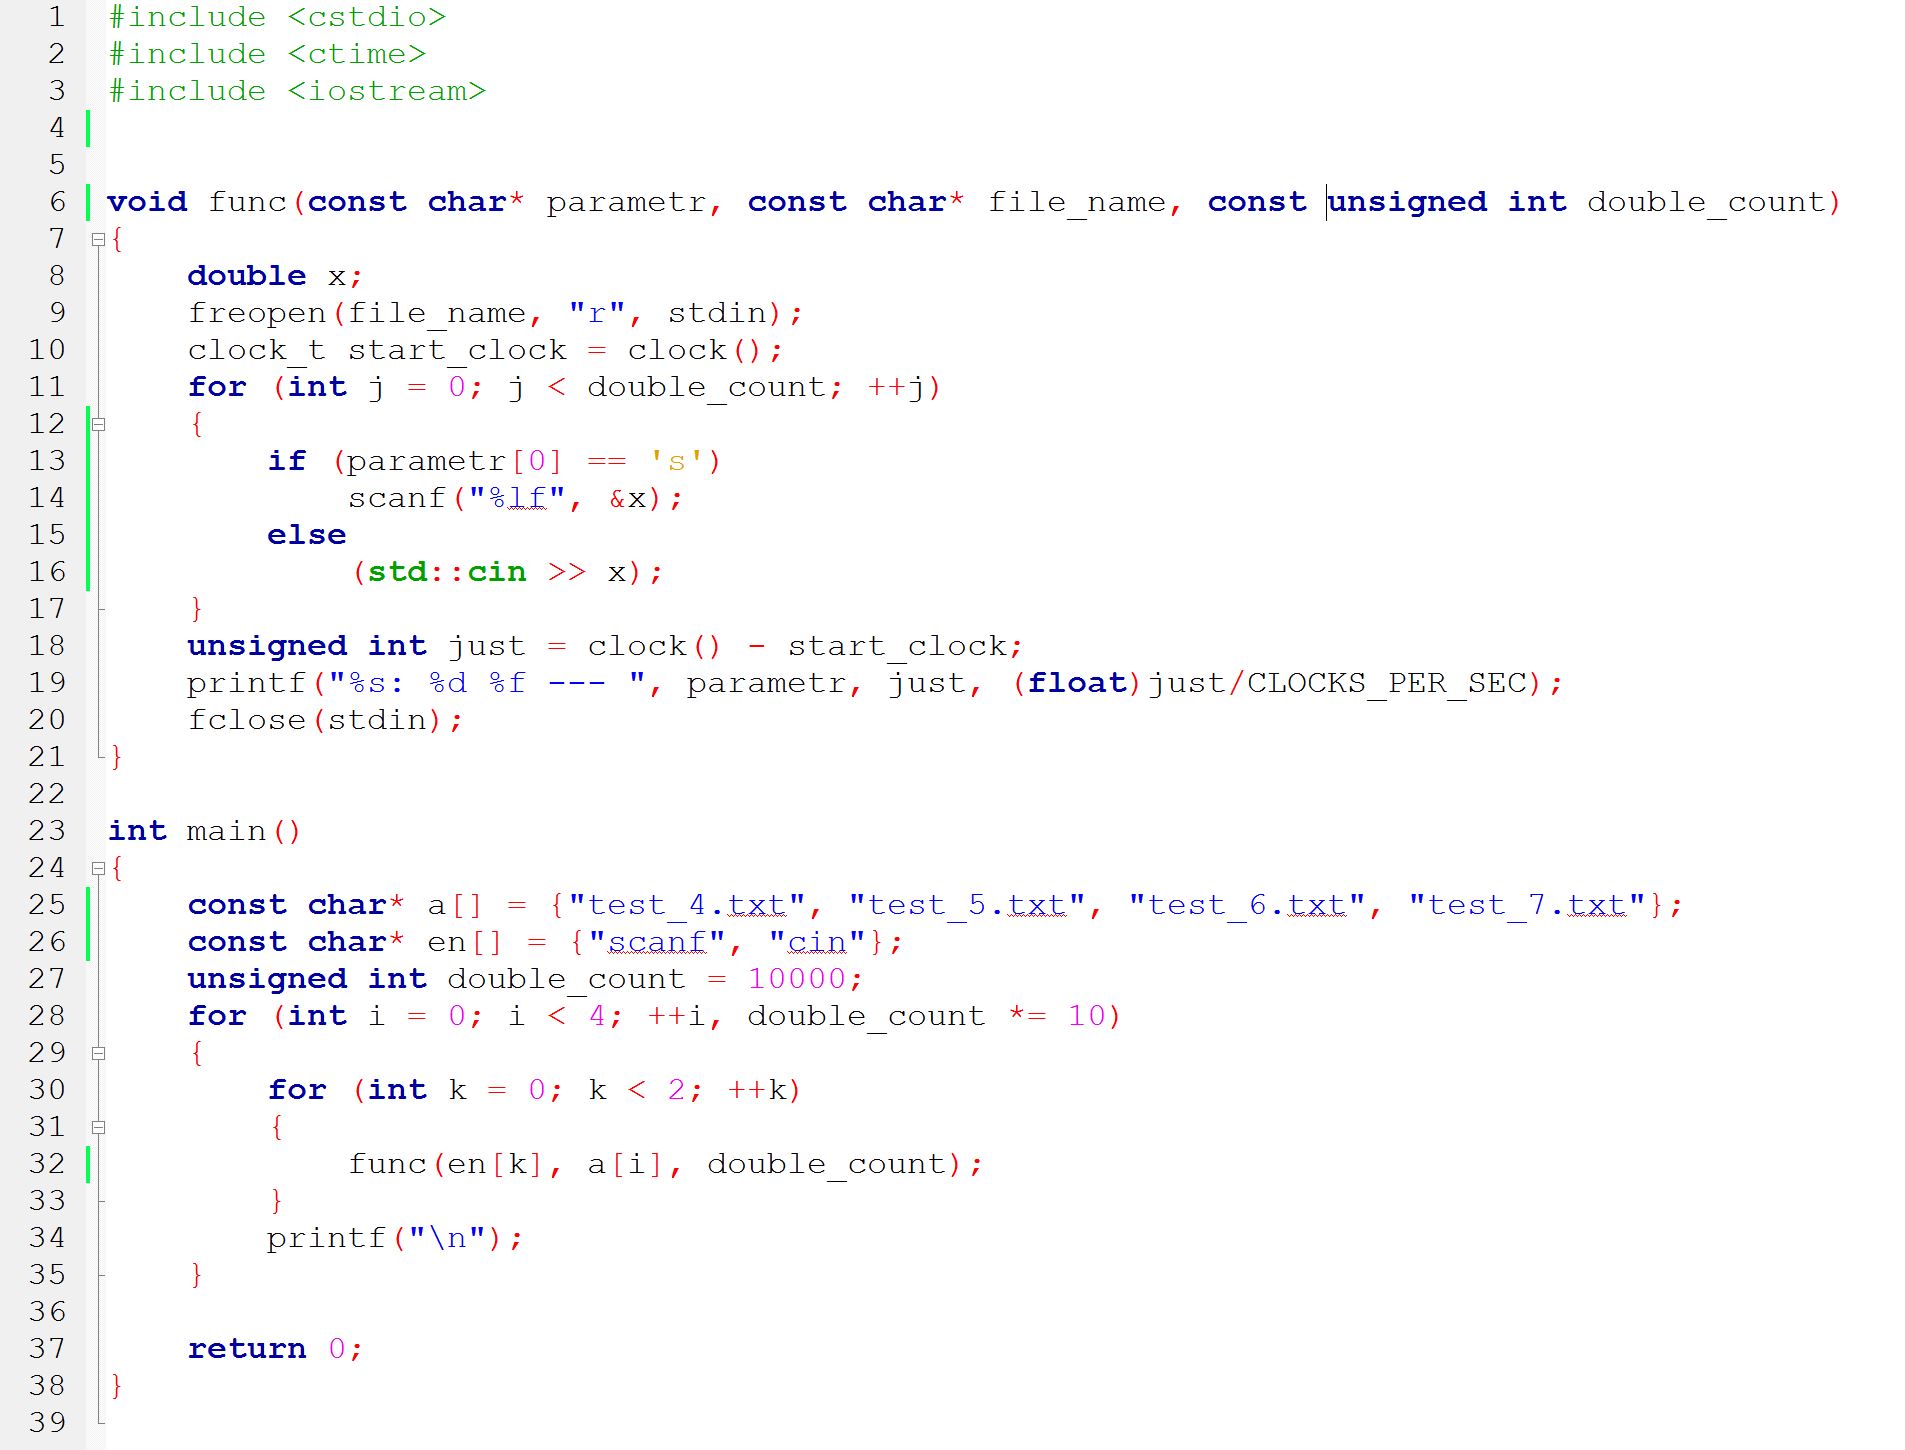 1 #include <cstdio>
2 #include <ctime>
3 #include <iostream>
4
5
6 void func(const char* parametr, const char* file_name, const unsigned int double_count)
7 {
8     double x;
9     freopen(file_name, "r", stdin);
10     clock_t start_clock = clock();
11     for (int j = 0; j < double_count; ++j)
12     {
13         if (parametr[0] == 's')
14             scanf("%lf", &x);
15         else
16             (std::cin >> x);
17     }
18     unsigned int just = clock() - start_clock;
19     printf("%s: %d %f --- ", parametr, just, (float)just/CLOCKS_PER_SEC);
20     fclose(stdin);
21 }
22
23 int main()
24 {
25     const char* a[] = {"test_4.txt", "test_5.txt", "test_6.txt", "test_7.txt"};
26     const char* en[] = {"scanf", "cin"};
27     unsigned int double_count = 10000;
28     for (int i = 0; i < 4; ++i, double_count *= 10)
29     {
30         for (int k = 0; k < 2; ++k)
31         {
32             func(en[k], a[i], double_count);
33         }
34         printf("\n");
35     }
36
37     return 0;
38 }
39